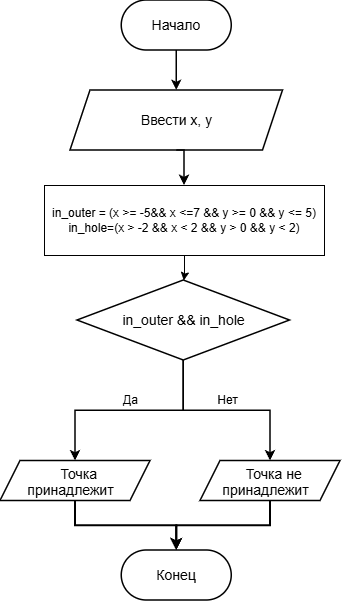 Начало
Ввести x, y
in_outer = (x >= -5&& x <=7 && y >= 0 && y <= 5)
in_hole=(x > -2 && x < 2 && y > 0 && y < 2)
in_outer && in_hole
Да
Нет
Точка
принадлежит
Точка не
принадлежит
Конец